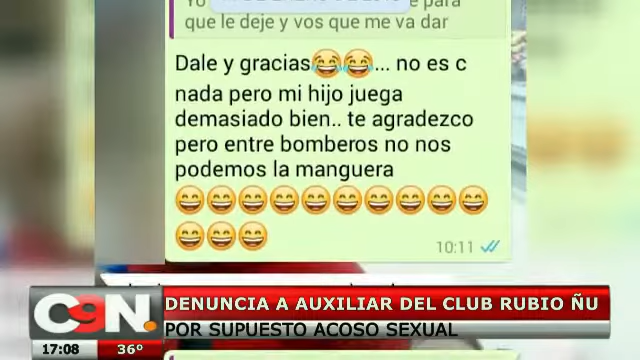 que le deje y vos que me va dar
Dale y gracias😂😂... no es c
nada pero mi hijo juega
demasiado bien.. te agradezco
pero entre bomberos no nos
podemos la manguera
😄😄😄😄😄😄😄😄😄😄
😄😄😄
10:11
C9N.
DENUNCIA A AUXILIAR DEL CLUB RUBIO ÑU
POR SUPUESTO ACOSO SEXUAL
17:08 36°